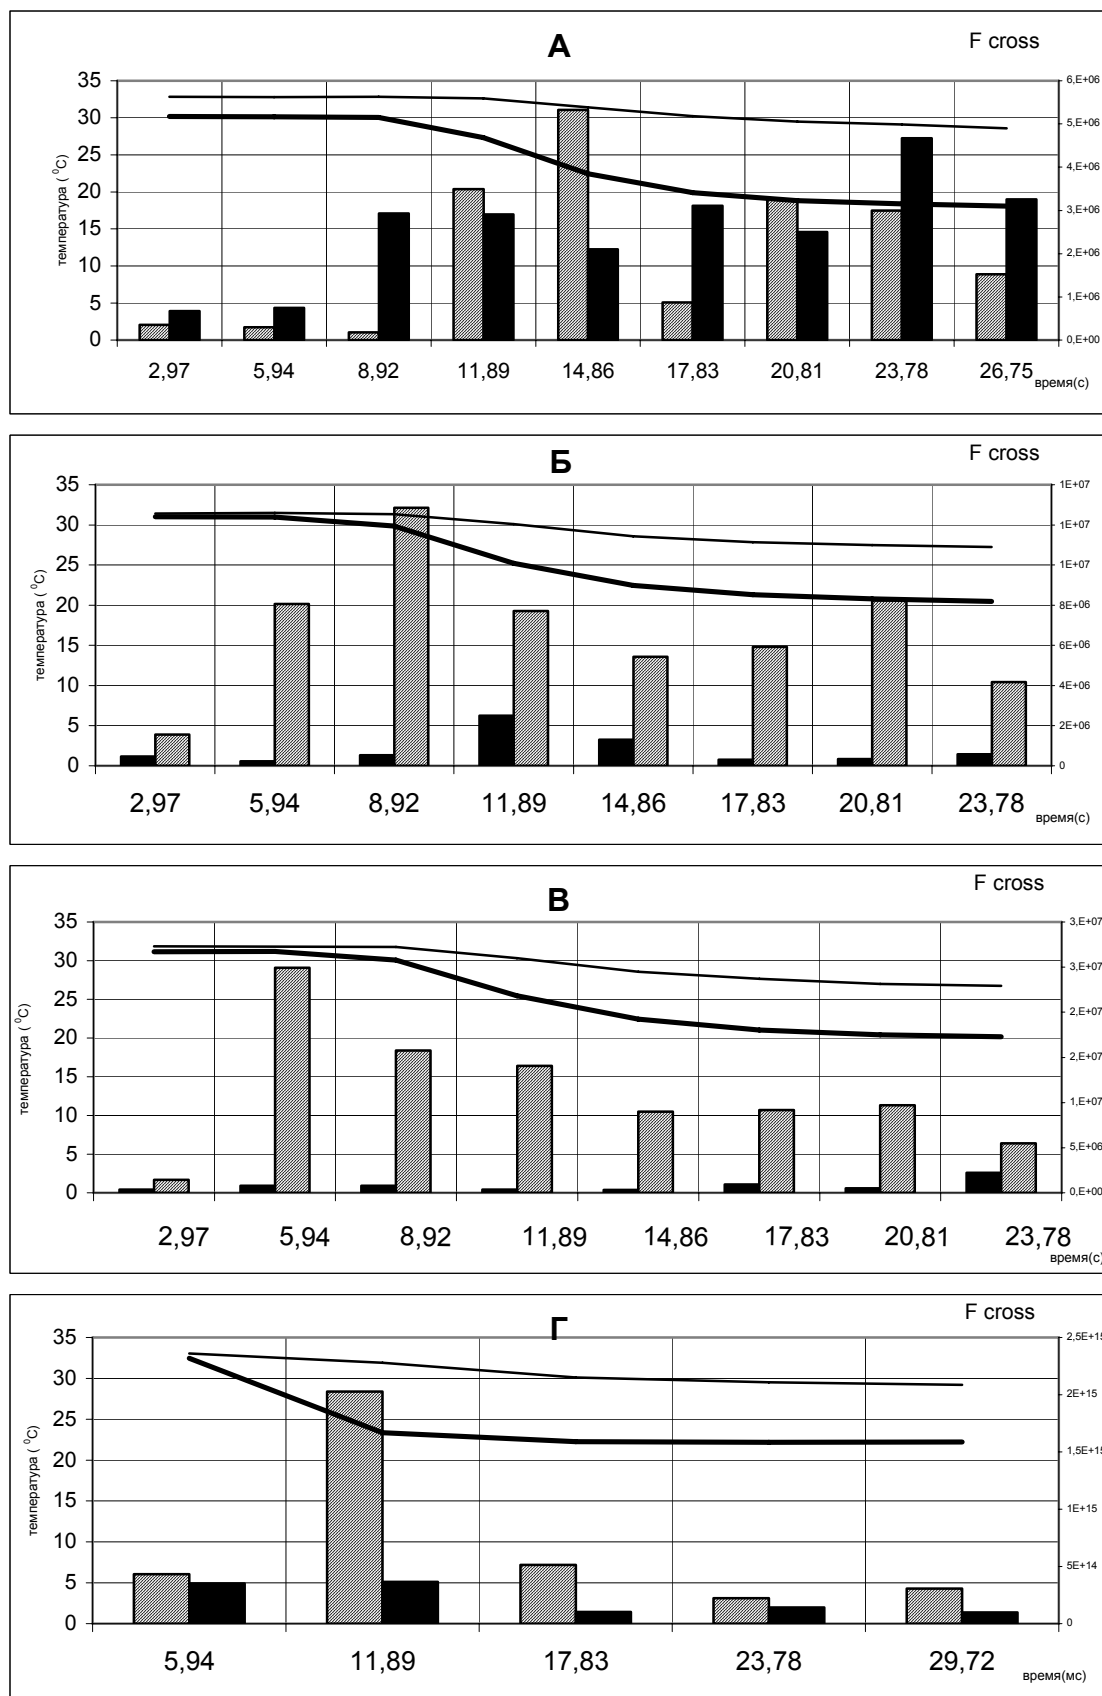 А
F cross
температура ( ⁰C)
35
30
25
20
15
10
5
0
6,E+06
5,E+06
4,E+06
3,E+06
2,E+06
1,E+06
0,E+00
2,97 5,94 8,92 11,89 14,86 17,83 20,81 23,78 26,75
время(с)
Б
F cross
температура ( ⁰C)
35
30
25
20
15
10
5
0
1E+07
1E+07
1E+07
8E+06
6E+06
4E+06
2E+06
0
2,97 5,94 8,92 11,89 14,86 17,83 20,81 23,78
время(с)
В
F cross
температура ( ⁰C)
35
30
25
20
15
10
5
0
3,E+07
3,E+07
2,E+07
2,E+07
1,E+07
5,E+06
0,E+00
2,97 5,94 8,92 11,89 14,86 17,83 20,81 23,78
время(с)
Г
F cross
температура ( ⁰C)
35
30
25
20
15
10
5
0
2,5E+15
2E+15
1,5E+15
1E+15
5E+14
0
5,94 11,89 17,83 23,78 29,72
время(мс)